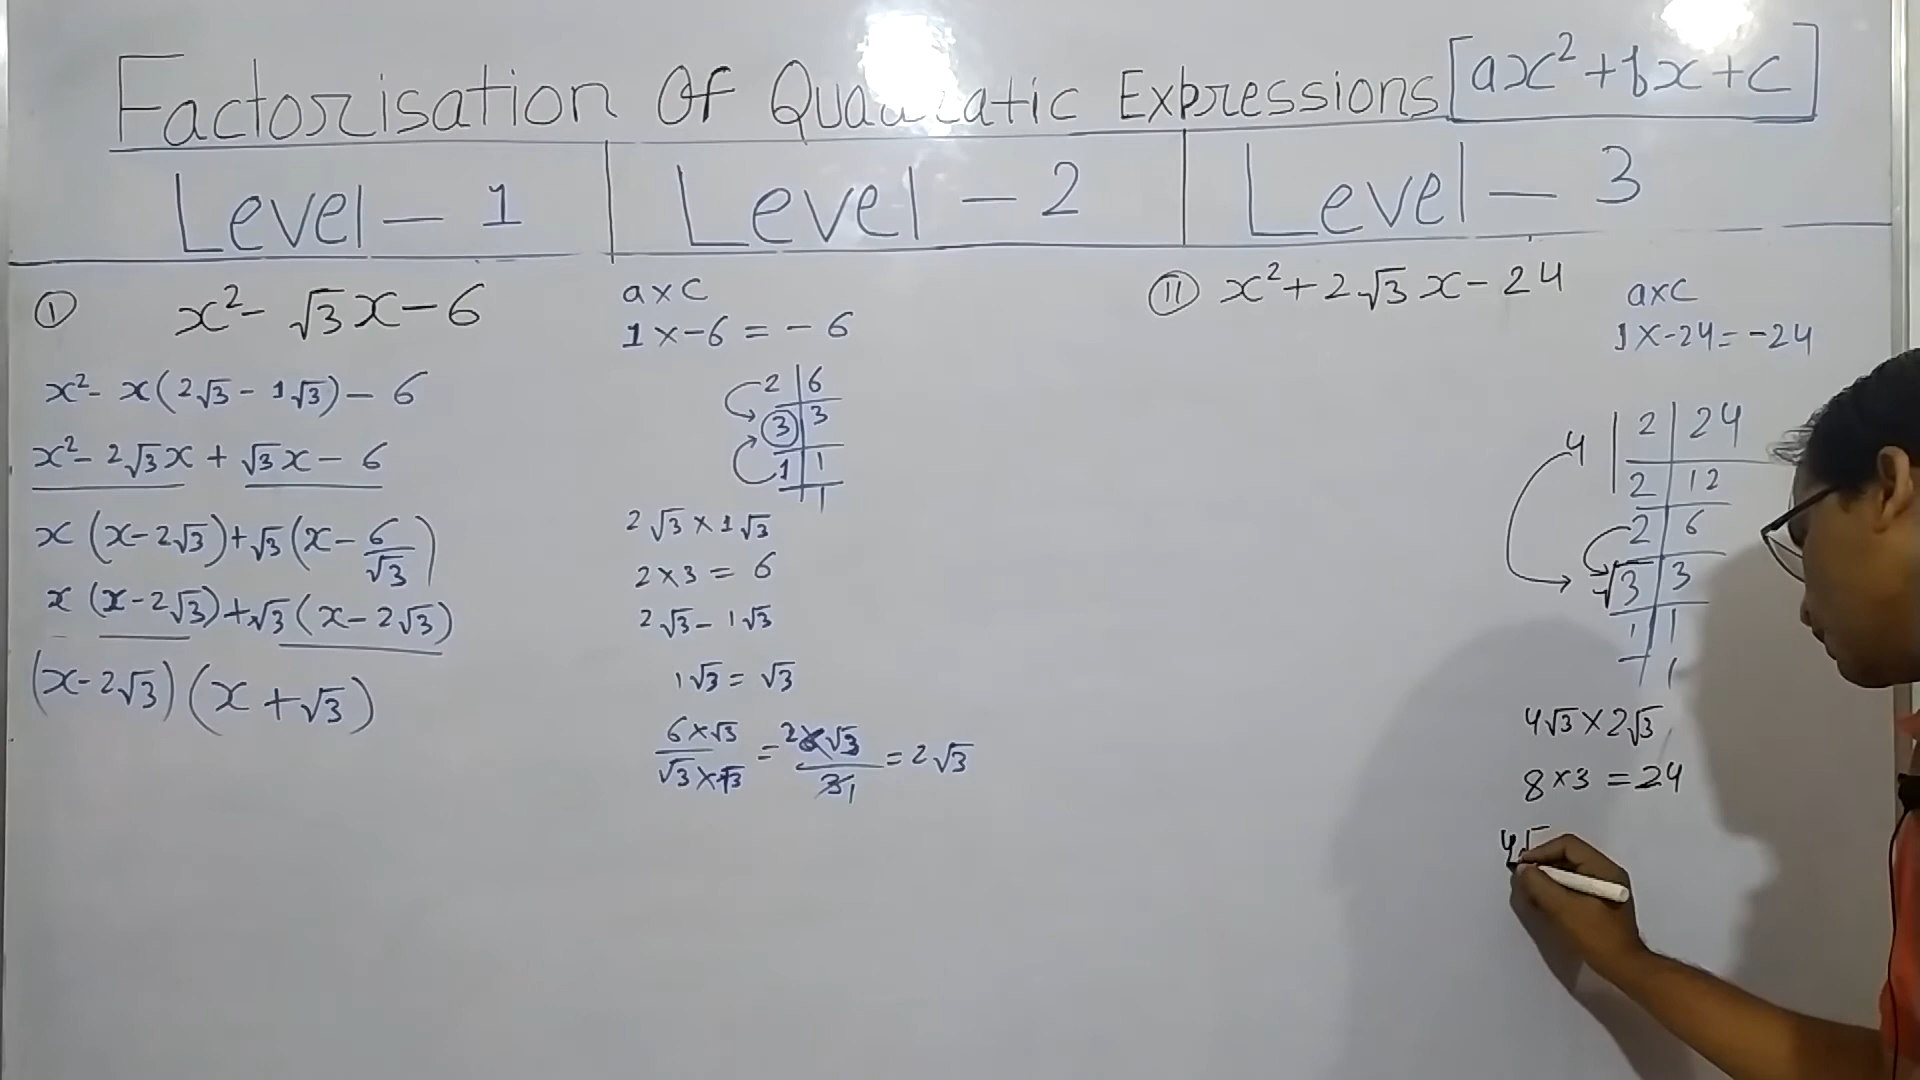 Factorisation Of Quadratic Expressions [ax²+bx+c]
Level - 1
Level - 2
Level - 3
① x² - √3x - 6
x² - x(2√3 - 1√3) - 6
x² - 2√3x + √3x - 6
x(x - 2√3) + √3(x - 6/√3)
x(x - 2√3) + √3(x - 2√3)
(x - 2√3)(x + √3)
a×c
1×-6 = -6
2 | 6
3 | 3
1 | 1
1
2√3 × 1√3
2×3 = 6
2√3 - 1√3
1√3 = √3
6×√3/√3×√3 = 2 6√3/3 1 = 2√3
⑪ x² + 2√3x - 24
a×c
1×-24 = -24
4
2 | 24
2 | 12
2 | 6
√3 | 3
1 | 1
1
4√3 × 2√3
8×3 = 24
4√